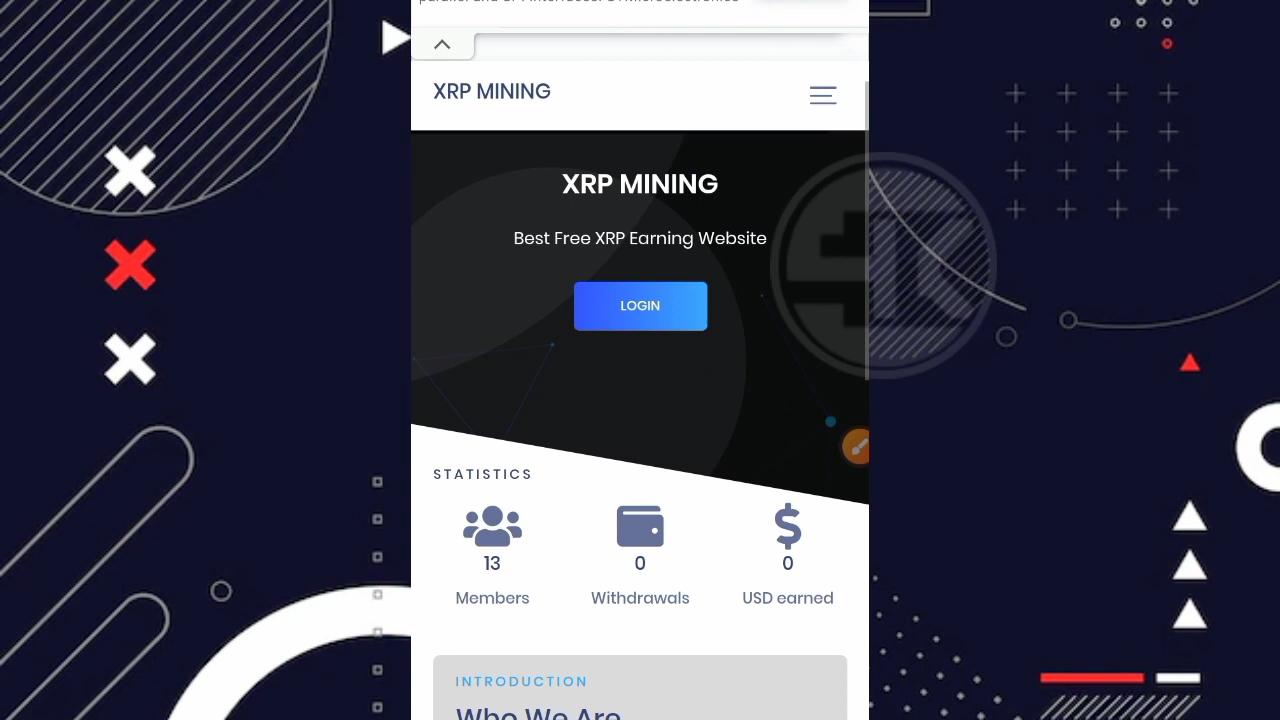 XRP MINING
XRP MINING
Best Free XRP Earning Website
LOGIN
STATISTICS
13
0
0
Members
Withdrawals
USD earned
INTRODUCTION
Who We Are